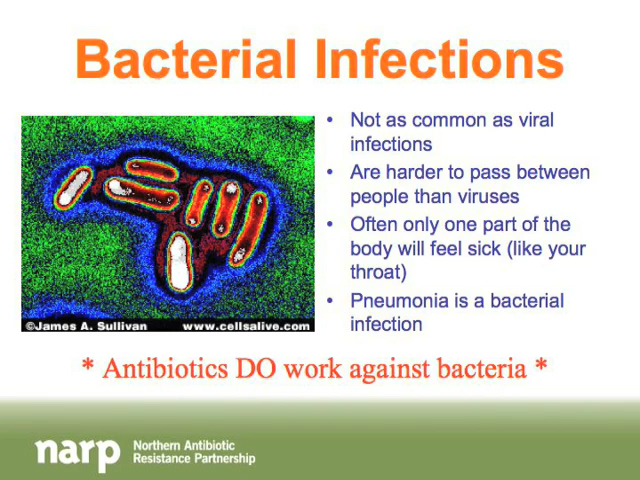 Bacterial Infections
• Not as common as viral
infections
• Are harder to pass between
people than viruses
• Often only one part of the
body will feel sick (like your
throat)
• Pneumonia is a bacterial
infection
©James A. Sullivan www.cellsalive.com
* Antibiotics DO work against bacteria *
narp Northern Antibiotic
Resistance Partnership